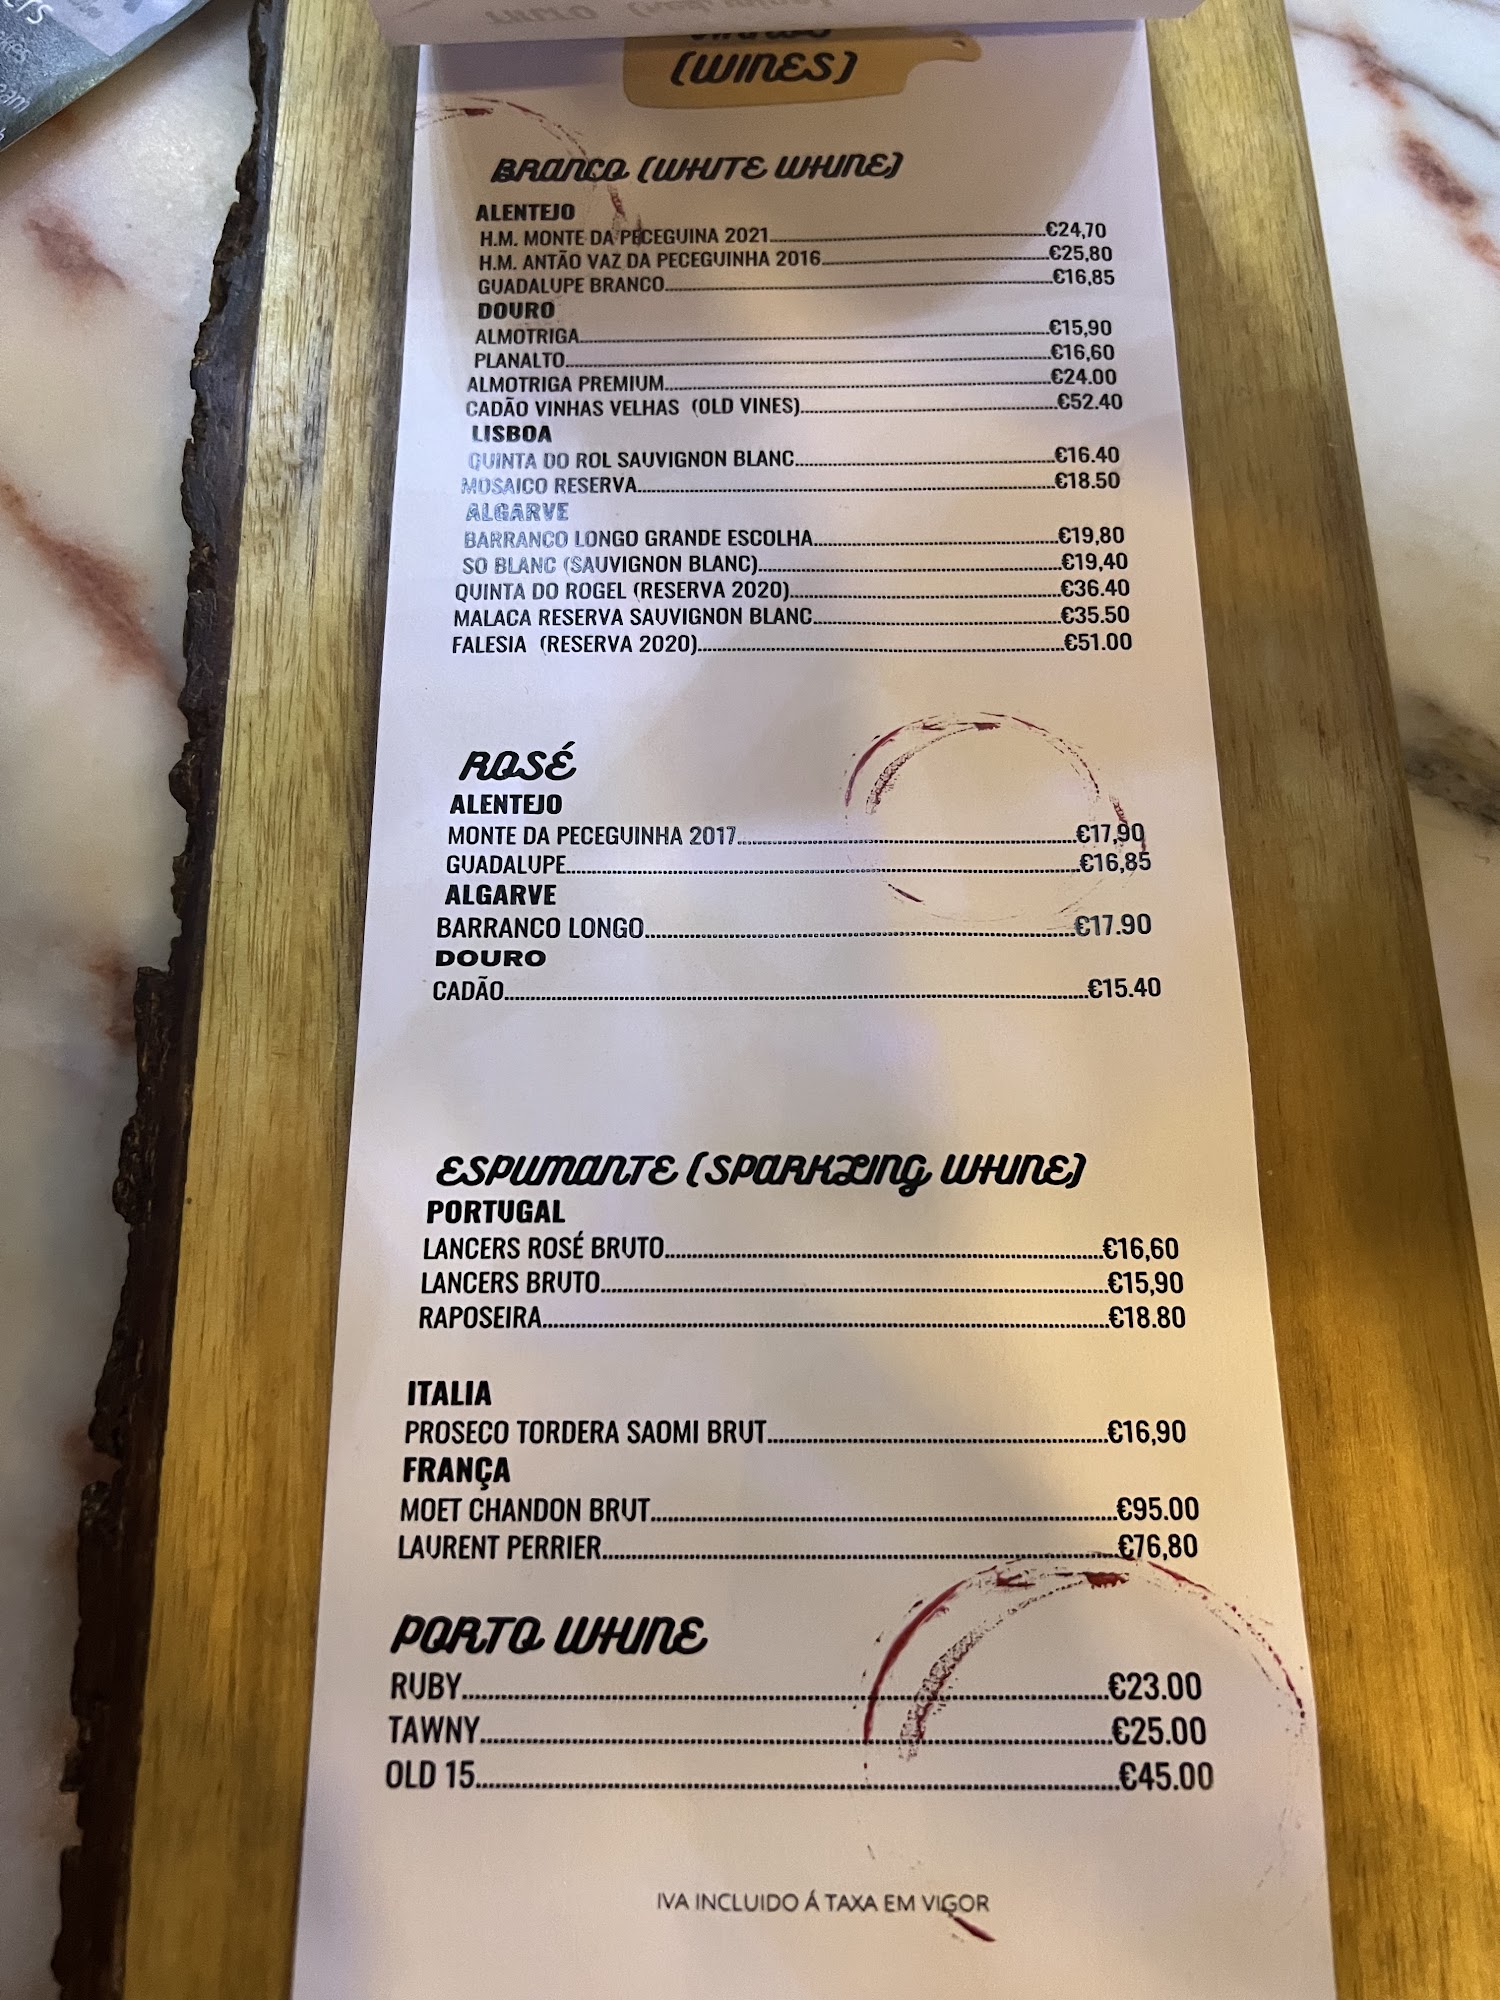 (WINES)
BRANCO (WHITE WHINE)
ALENTEJO
H.M. MONTE DA PECEGUINA 2021 €24,70
H.M. ANTÃO VAZ DA PECEGUINHA 2016 €25,80
GUADALUPE BRANCO €16,85
DOURO
ALMOTRIGA €15,90
PLANALTO €16,60
ALMOTRIGA PREMIUM €24.00
CADÃO VINHAS VELHAS (OLD VINES) €52.40
LISBOA
QUINTA DO ROL SAUVIGNON BLANC €16.40
MOSAICO RESERVA €18.50
ALGARVE
BARRANCO LONGO GRANDE ESCOLHA €19,80
SO BLANC (SAUVIGNON BLANC) €19,40
QUINTA DO ROGEL (RESERVA 2020) €36.40
MALACA RESERVA SAUVIGNON BLANC €35.50
FALESIA (RESERVA 2020) €51.00
ROSÉ
ALENTEJO
MONTE DA PECEGUINHA 2017 €17,90
GUADALUPE €16,85
ALGARVE
BARRANCO LONGO €17.90
DOURO
CADÃO €15.40
ESPUMANTE (SPARKLING WHINE)
PORTUGAL
LANCERS ROSÉ BRUTO €16,60
LANCERS BRUTO €15,90
RAPOSEIRA €18.80
ITALIA
PROSECO TORDERA SAOMI BRUT €16,90
FRANÇA
MOET CHANDON BRUT €95.00
LAURENT PERRIER €76,80
PORTO WHINE
RUBY €23.00
TAWNY €25.00
OLD 15 €45.00
IVA INCLUIDO Á TAXA EM VIGOR